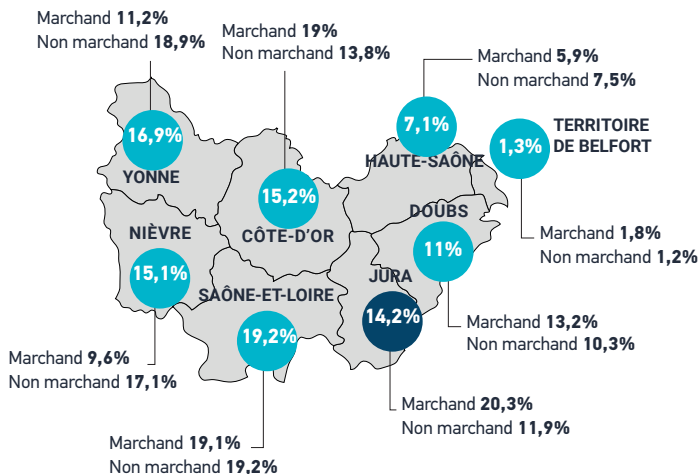 Marchand 11,2%
Non marchand 18,9%
Marchand 19%
Non marchand 13,8%
Marchand 5,9%
Non marchand 7,5%
16,9%
YONNE
7,1%
HAUTE-SAÔNE
1,3%
TERRITOIRE
DE BELFORT
15,2%
CÔTE-D'OR
DOUBS
11%
Marchand 1,8%
Non marchand 1,2%
NIÈVRE
15,1%
SAÔNE-ET-LOIRE
19,2%
JURA
14,2%
Marchand 13,2%
Non marchand 10,3%
Marchand 9,6%
Non marchand 17,1%
Marchand 20,3%
Non marchand 11,9%
Marchand 19,1%
Non marchand 19,2%